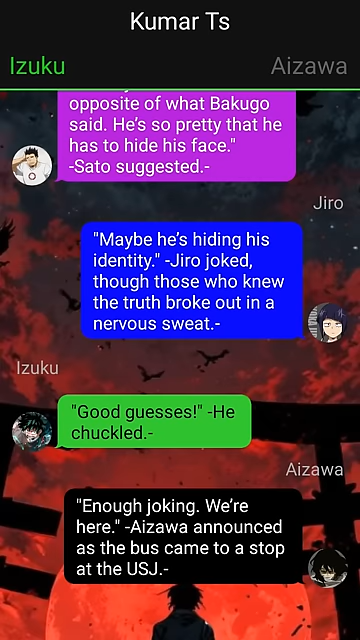 Kumar Ts
Izuku
Aizawa
opposite of what Bakugo
said. He's so pretty that he
has to hide his face."
-Sato suggested.-
Jiro
"Maybe he's hiding his
identity." -Jiro joked,
though those who knew
the truth broke out in a
nervous sweat.-
Izuku
"Good guesses!" -He
chuckled.-
Aizawa
"Enough joking. We're
here." -Aizawa announced
as the bus came to a stop
at the USJ.-